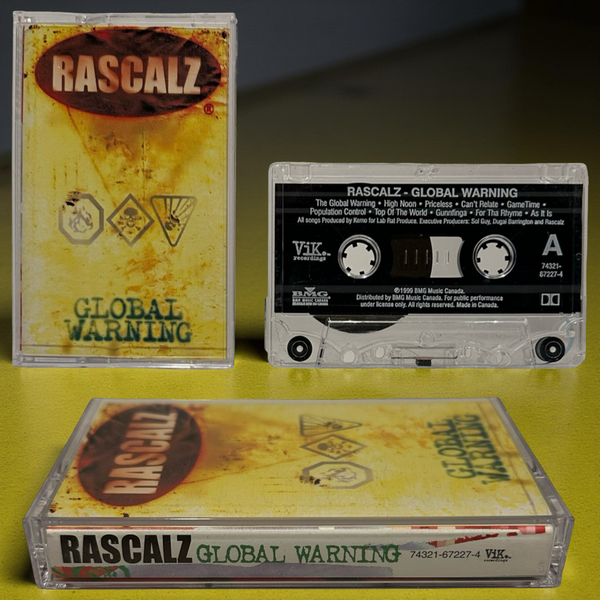 RASCALZ
®
GLOBAL
WARNING
RASCALZ - GLOBAL WARNING
The Global Warning • High Noon • Priceless • Can't Relate • GameTime •
Population Control • Top Of The World • Gunnfinga • For Tha Rhyme • As It Is
All songs Produced by Kemo for Lab Rat Produce. Executive Producers: Sol Guy, Dugai Barrington and Rascalz
ViK.
recordings
A
74321-
67227-4
BMG
BMG MUSIC CANADA
℗1999 BMG Music Canada.
Distributed by BMG Music Canada. For public performance
under license only. All rights reserved. Made in Canada.
RASCALZ
GLOBAL
WARNING
RASCALZ GLOBAL WARNING 74321-67227-4 ViK.
recordings